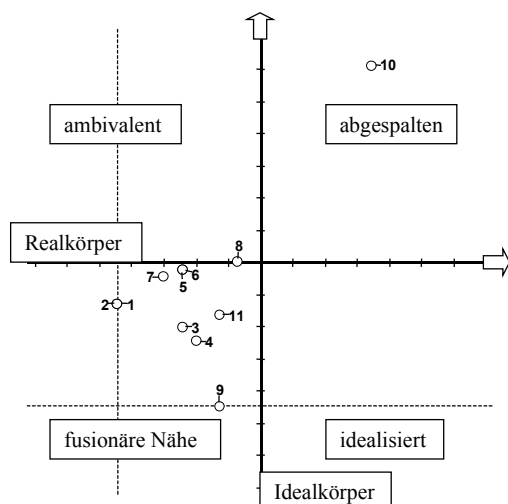 10
ambivalent abgespalten
Realkörper
8
7 6
5
2 1
11
3
4
9
fusionäre Nähe idealisiert
Idealkörper